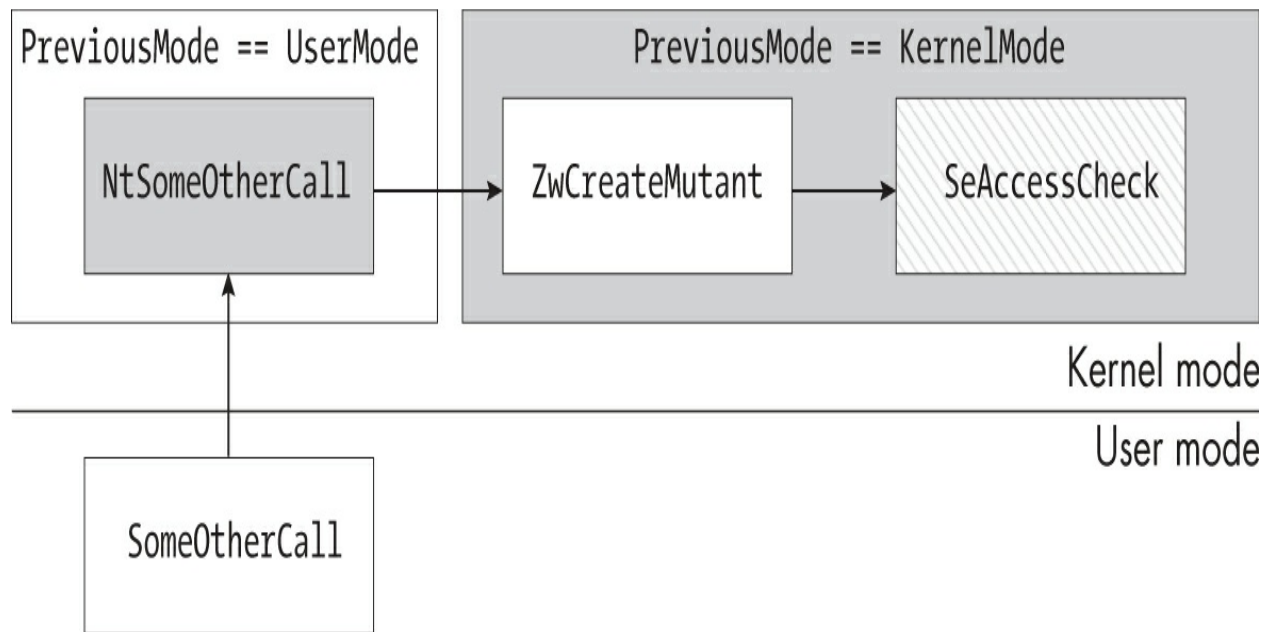 PreviousMode == UserMode
PreviousMode == KernelMode
NtSomeOtherCall
ZwCreateMutant
SeAccessCheck
Kernel mode
User mode
SomeOtherCall